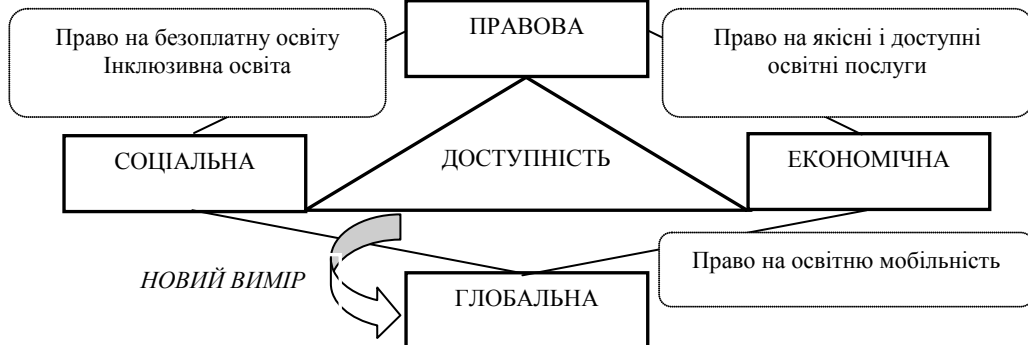 ПРАВОВА
Право на безоплатну освіту
Інклюзивна освіта
Право на якісні і доступні
освітні послуги
СОЦІАЛЬНА
ДОСТУПНІСТЬ
ЕКОНОМІЧНА
НОВИЙ ВИМІР
Право на освітню мобільність
ГЛОБАЛЬНА